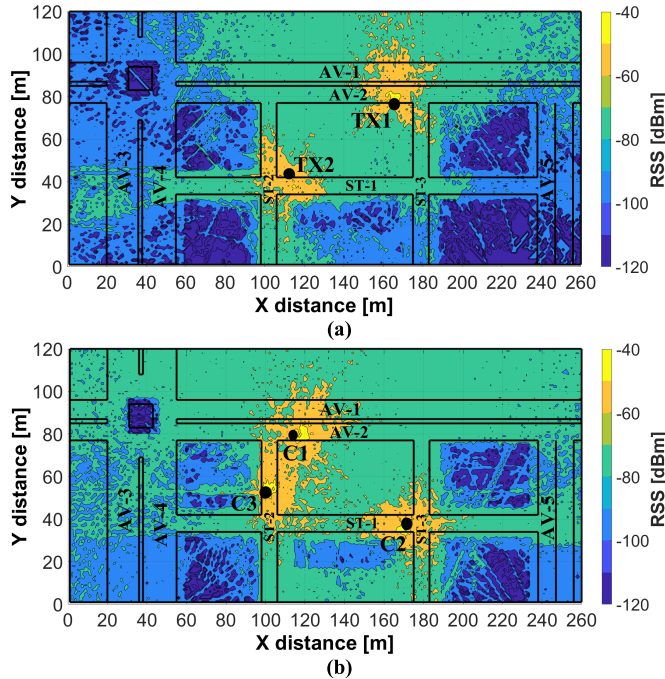 120
100
80
60
40
20
0
Y distance [m]
AV-1
AV-2
TX1
TX2
AV-3
AV-4
ST-2
ST-1
ST-3
AV-5
0 20 40 60 80 100 120 140 160 180 200 220 240 260
X distance [m]
-40
-60
-80
-100
-120
RSS [dBm]
(a)
120
100
80
60
40
20
0
Y distance [m]
AV-1
AV-2
C1
C3
AV-3
AV-4
ST-2
ST-1
C2
ST-3
AV-5
0 20 40 60 80 100 120 140 160 180 200 220 240 260
X distance [m]
-40
-60
-80
-100
-120
RSS [dBm]
(b)